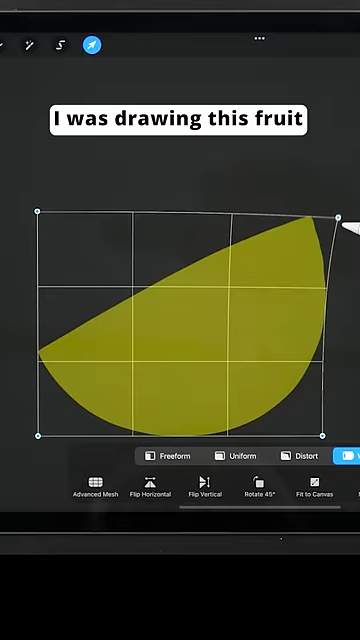 I was drawing this fruit
Freeform
Uniform
Distort
Advanced Mesh
Flip Horizontal
Flip Vertical
Rotate 45°
Fit to Canvas